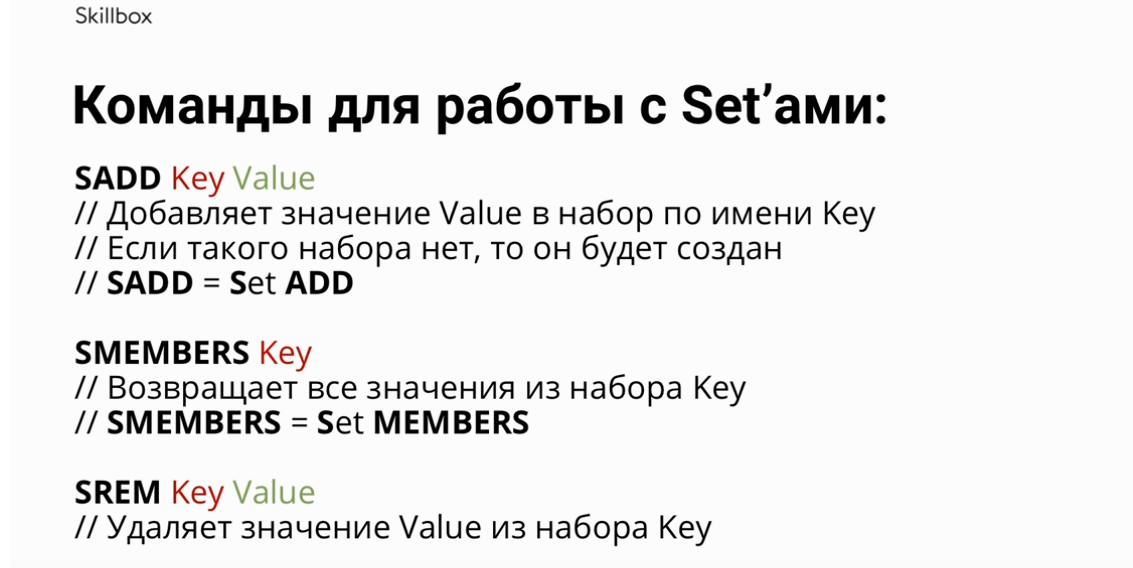 Skillbox
Команды для работы с Set’ами:
SADD Key Value
// Добавляет значение Value в набор по имени Key
// Если такого набора нет, то он будет создан
// SADD = Set ADD
SMEMBERS Key
// Возвращает все значения из набора Key
// SMEMBERS = Set MEMBERS
SREM Key Value
// Удаляет значение Value из набора Key